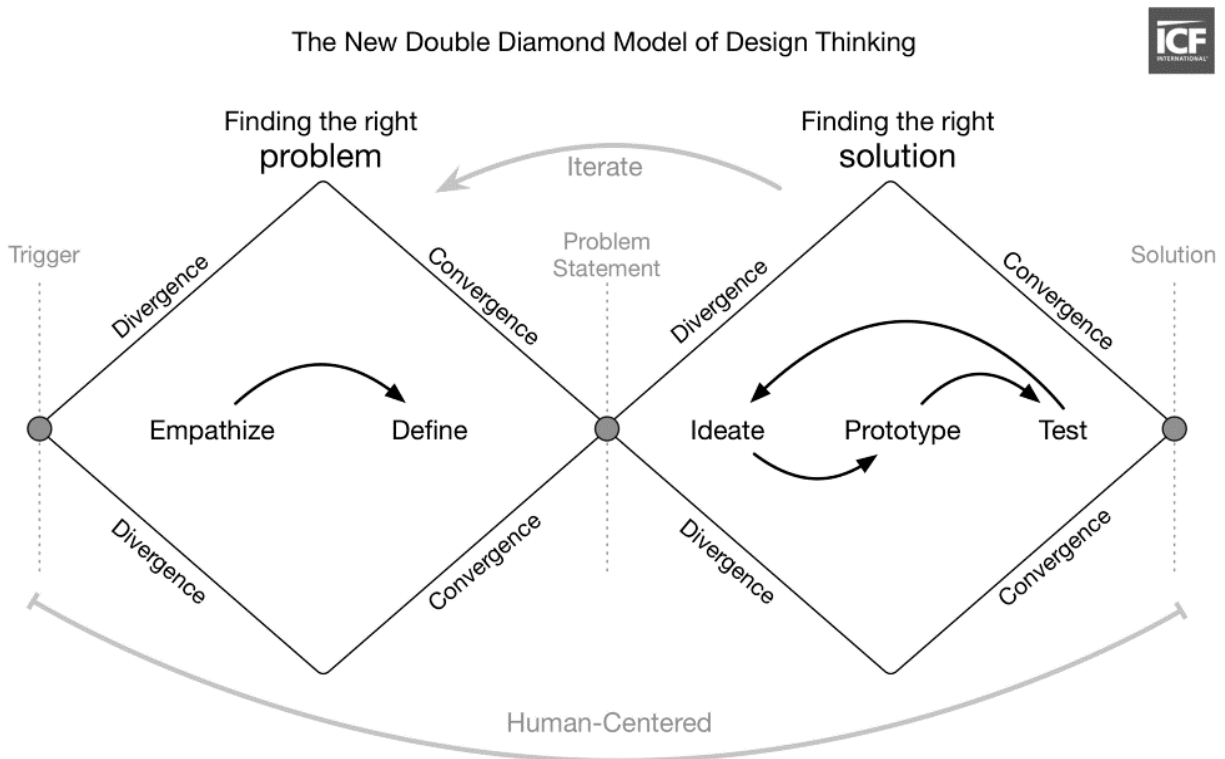 The New Double Diamond Model of Design Thinking
ICF
INTERNATIONAL
Finding the right
problem
Finding the right
solution
Iterate
Trigger
Problem
Statement
Solution
Divergence
Convergence
Divergence
Convergence
Empathize
Define
Ideate
Prototype
Test
Divergence
Convergence
Divergence
Convergence
Human-Centered